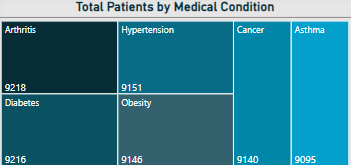 Total Patients by Medical Condition
Arthritis
9218
Diabetes
9216
Hypertension
9151
Obesity
9146
Cancer
9140
Asthma
9095